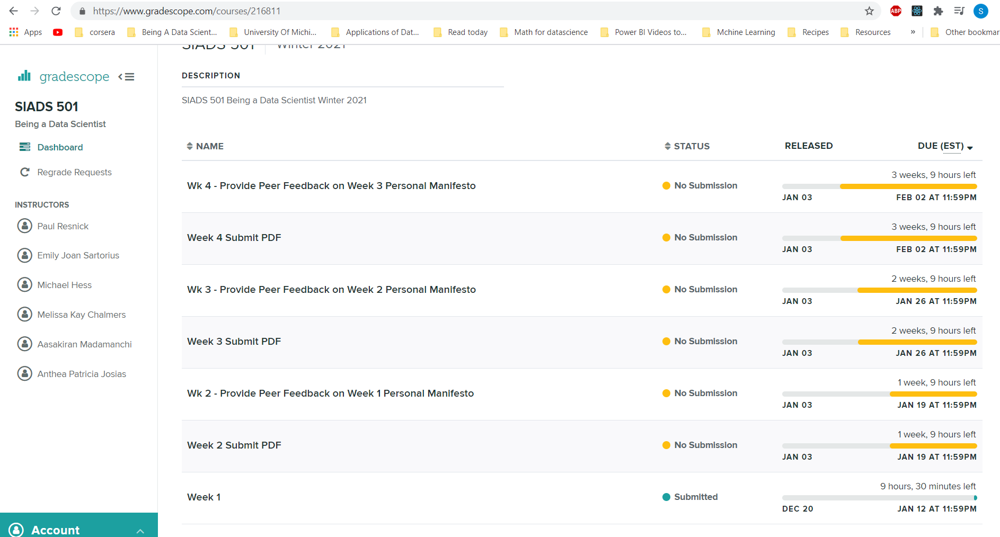 https://www.gradescope.com/courses/216811
ABP
S
Apps corsera Being A Data Scient... University Of Michi... Applications of Dat... Read today Math for datascience Power BI Videos to... Mchine Learning Recipes Resources » Other bookmar
SIADS 501 Winter 2021
gradescope
SIADS 501
Being a Data Scientist
Dashboard
Regrade Requests
INSTRUCTORS
Paul Resnick
Emily Joan Sartorius
Michael Hess
Melissa Kay Chalmers
Aasakiran Madamanchi
Anthea Patricia Josias
Account
DESCRIPTION
SIADS 501 Being a Data Scientist Winter 2021
NAME STATUS RELEASED DUE (EST)
Wk 4 - Provide Peer Feedback on Week 3 Personal Manifesto No Submission 3 weeks, 9 hours left
JAN 03 FEB 02 AT 11:59PM
Week 4 Submit PDF No Submission 3 weeks, 9 hours left
JAN 03 FEB 02 AT 11:59PM
Wk 3 - Provide Peer Feedback on Week 2 Personal Manifesto No Submission 2 weeks, 9 hours left
JAN 03 JAN 26 AT 11:59PM
Week 3 Submit PDF No Submission 2 weeks, 9 hours left
JAN 03 JAN 26 AT 11:59PM
Wk 2 - Provide Peer Feedback on Week 1 Personal Manifesto No Submission 1 week, 9 hours left
JAN 03 JAN 19 AT 11:59PM
Week 2 Submit PDF No Submission 1 week, 9 hours left
JAN 03 JAN 19 AT 11:59PM
Week 1 Submitted 9 hours, 30 minutes left
DEC 20 JAN 12 AT 11:59PM